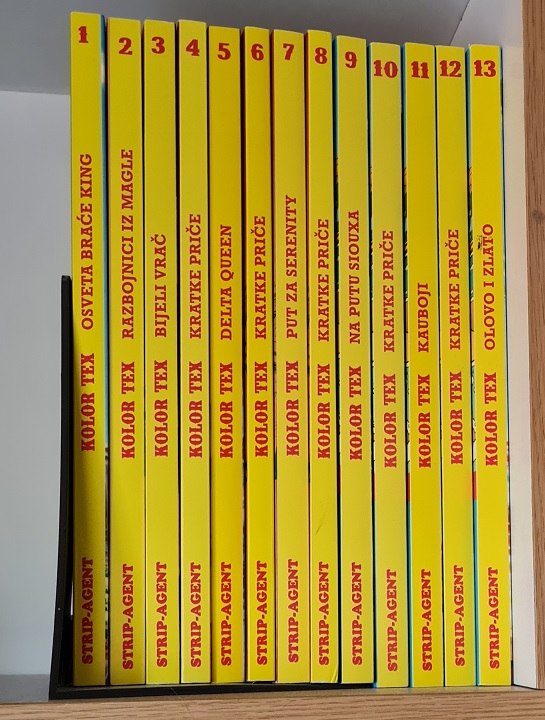 1 OSVETA BRAĆE KING KOLOR TEX STRIP-AGENT
2 RAZBOJNICI IZ MAGLE KOLOR TEX STRIP-AGENT
3 BIJELI VRAČ KOLOR TEX STRIP-AGENT
4 KRATKE PRIČE KOLOR TEX STRIP-AGENT
5 DELTA QUEEN KOLOR TEX STRIP-AGENT
6 KRATKE PRIČE KOLOR TEX STRIP-AGENT
7 PUT ZA SERENITY KOLOR TEX STRIP-AGENT
8 KRATKE PRIČE KOLOR TEX STRIP-AGENT
9 NA PUTU SIOUXA KOLOR TEX STRIP-AGENT
10 KRATKE PRIČE KOLOR TEX STRIP-AGENT
11 KAUBOJI KOLOR TEX STRIP-AGENT
12 KRATKE PRIČE KOLOR TEX STRIP-AGENT
13 OLOVO I ZLATO KOLOR TEX STRIP-AGENT